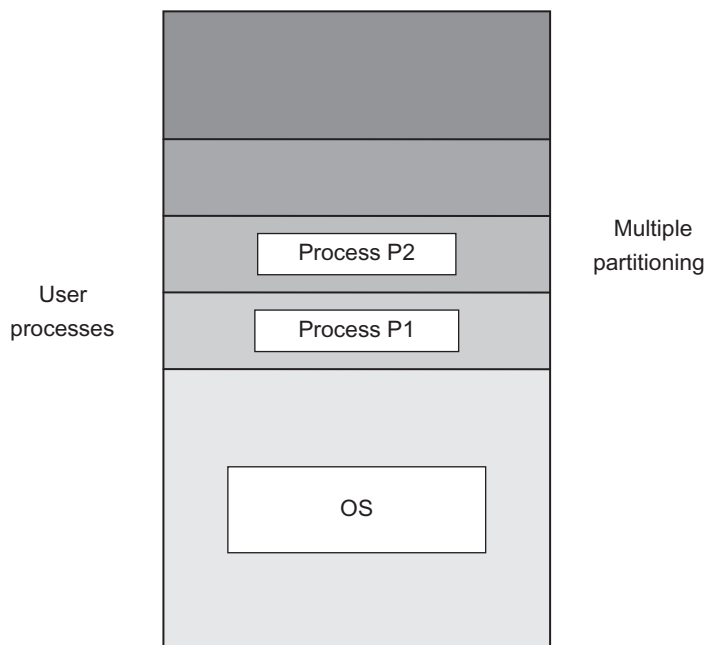 Process P2
Multiple
partitioning
User
processes
Process P1
OS